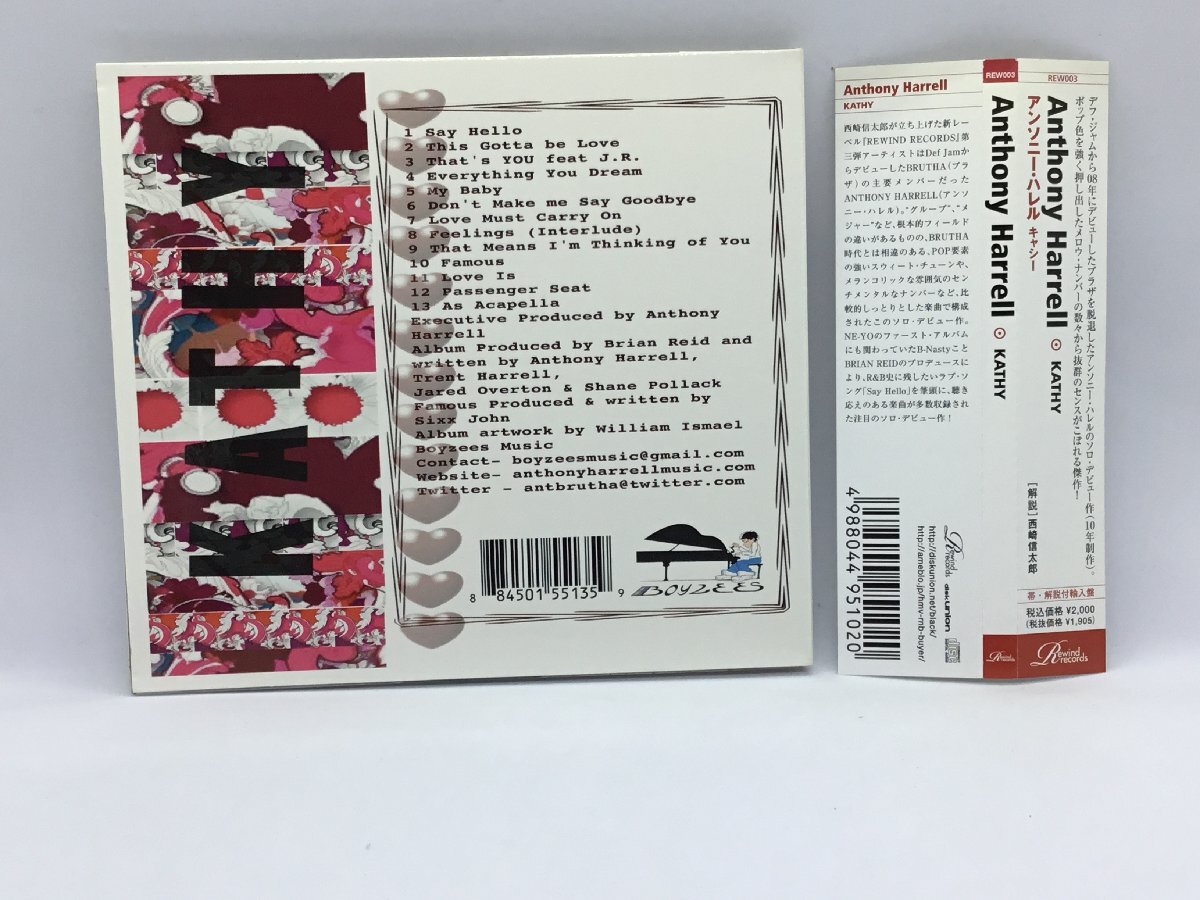 KATHY
1 Say Hello
2 This Gotta be Love
3 That's YOU feat J.R.
4 Everything You Dream
5 My Baby
6 Don't Make me Say Goodbye
7 Love Must Carry On
8 Feelings (Interlude)
9 That Means I'm Thinking of You
10 Famous
11 Love Is
12 Passenger Seat
13 As Acapella
Executive Produced by Anthony
Harrell
Album Produced by Brian Reid and
written by Anthony Harrell,
Trent Harrell,
Jared Overton & Shane Pollack
Famous Produced & written by
Sixx John
Album artwork by William Ismael
Boyzees Music
Contact- boyzeesmusic@gmail.com
Website- anthonyharrellmusic.com
Twitter - antbrutha@twitter.com
8 84501 55135 9
BOYZEES
Anthony Harrell
KATHY
西崎信太郎が立ち上げた新レー
ベル『REWIND RECORDS』第
三弾アーティストはDef Jamか
らデビューしたBRUTHA(ブラ
ザ)の主要メンバーだった
ANTHONY HARRELL(アンソ
ニー・ハレル)。"グループ"、"メ
ジャー"など、根本的フィールド
の違いがあるものの、BRUTHA
時代とは相違のある、POP要素
の強いスウィート・チューンや、
メランコリックな雰囲気のセン
チメンタルなナンバーなど、比
較的しっとりとした楽曲で構成
されたこのソロ・デビュー作。
NE-YOのファースト・アルバム
にも関わっていたB-Nastyこと
BRIAN REIDのプロデュースに
より、R&B史に残したいラブ・ソ
ング「Say Hello」を筆頭に、聴き
応えのある楽曲が多数収録され
た注目のソロ・デビュー作!
4988044951020
Rewind records
diskunion
http://diskunion.net/black/
http://ameblo.jp/hmv-mb-buyer/
REW003
Anthony Harrell KATHY
Rewind records
REW003
デフ・ジャムから08年にデビューしたブラザを脱退したアンソニー・ハレルのソロ・デビュー作(10年制作)。
ポップ色を強く押し出したメロウ・ナンバーの数々から抜群のセンスがこぼれる傑作!
Anthony Harrell KATHY
アンソニー・ハレル キャシー
[解説]西崎信太郎
帯・解説付輸入盤
税込価格 ¥2,000
(税抜価格 ¥1,905)
Rewind records